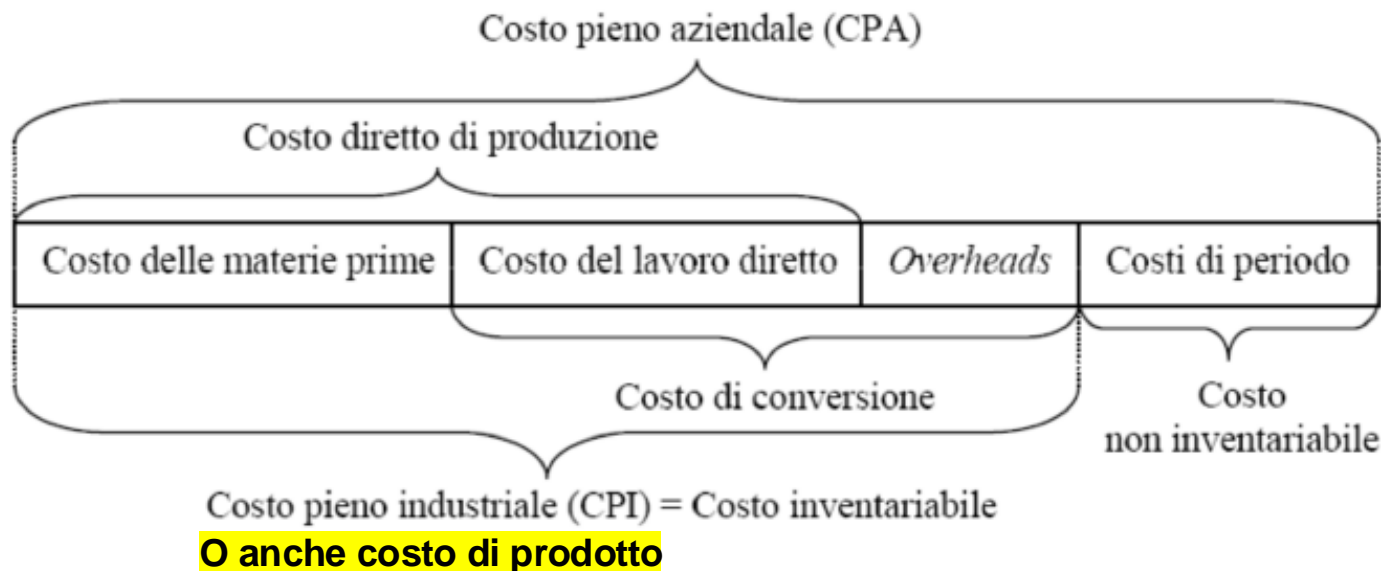 Costo pieno aziendale (CPA)
Costo diretto di produzione
Costo delle materie prime Costo del lavoro diretto Overheads Costi di periodo
Costo di conversione
Costo
non inventariabile
Costo pieno industriale (CPI) = Costo inventariabile
O anche costo di prodotto